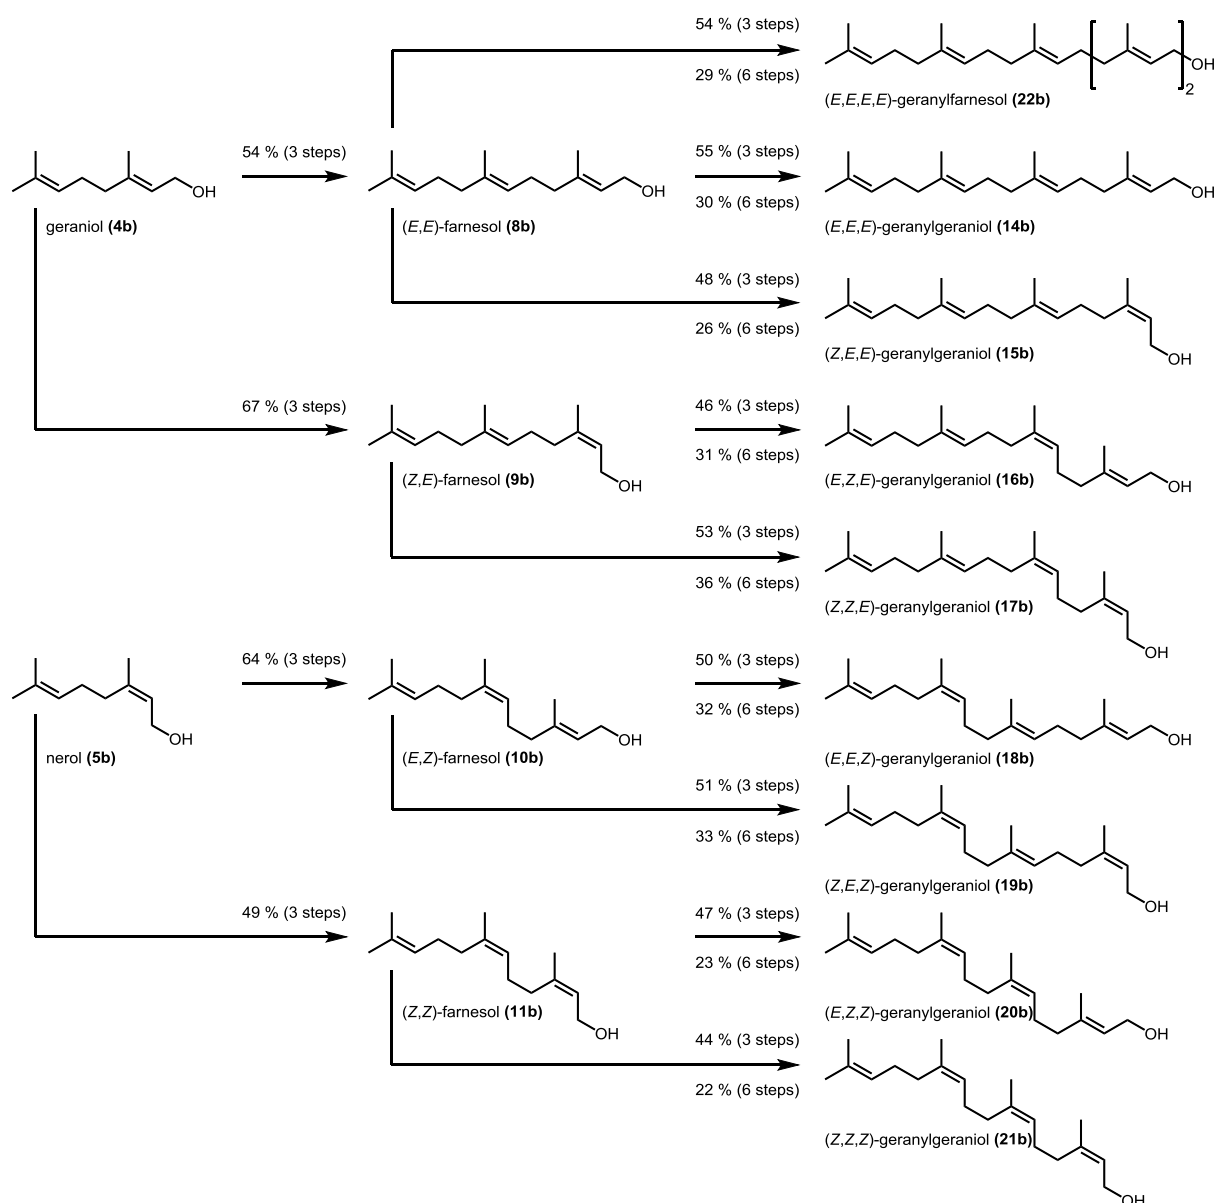 54 % (3 steps)
29 % (6 steps)
OH
2
(E,E,E,E)-geranylfarnesol (22b)
54 % (3 steps)
55 % (3 steps)
30 % (6 steps)
OH
OH
OH
geraniol (4b)
(E,E)-farnesol (8b)
(E,E,E)-geranylgeraniol (14b)
48 % (3 steps)
26 % (6 steps)
(Z,E,E)-geranylgeraniol (15b)
OH
67 % (3 steps)
46 % (3 steps)
31 % (6 steps)
(Z,E)-farnesol (9b)
OH
(E,Z,E)-geranylgeraniol (16b)
OH
53 % (3 steps)
36 % (6 steps)
(Z,Z,E)-geranylgeraniol (17b)
OH
64 % (3 steps)
50 % (3 steps)
32 % (6 steps)
OH
OH
OH
nerol (5b)
(E,Z)-farnesol (10b)
(E,E,Z)-geranylgeraniol (18b)
51 % (3 steps)
33 % (6 steps)
(Z,E,Z)-geranylgeraniol (19b)
OH
49 % (3 steps)
47 % (3 steps)
23 % (6 steps)
(Z,Z)-farnesol (11b)
OH
(E,Z,Z)-geranylgeraniol (20b)
OH
44 % (3 steps)
22 % (6 steps)
(Z,Z,Z)-geranylgeraniol (21b)
OH